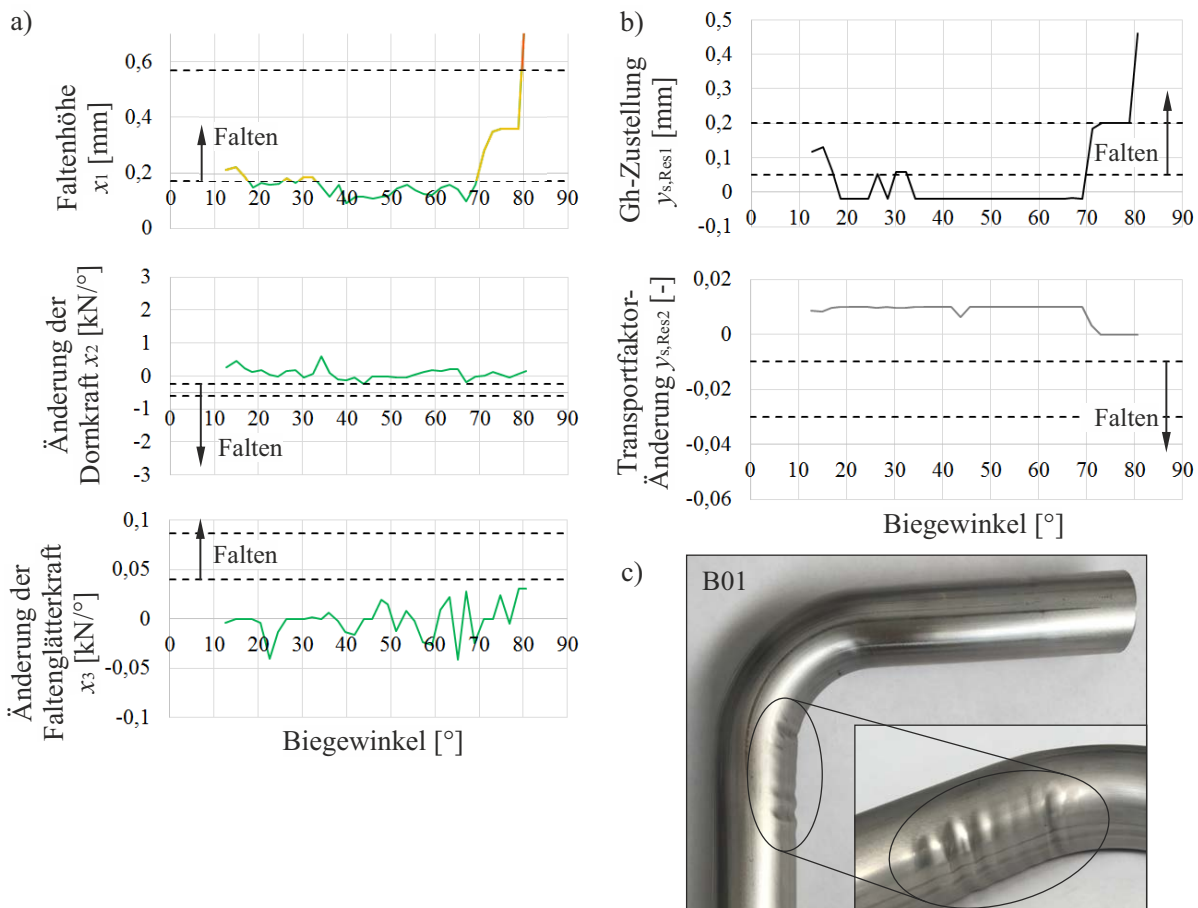 a)
Faltenhöhe
x1 [mm]
0,6
0,4
0,2
0
Falten
0 10 20 30 40 50 60 70 80 90
Änderung der
Dornkraft x2 [kN/°]
3
2
1
0
-1
-2
-3
0 10 20 30 40 50 60 70 80 90
Falten
Änderung der
Faltenglätterkraft
x3 [kN/°]
0,1
0,05
0
-0,05
-0,1
Falten
0 10 20 30 40 50 60 70 80 90
Biegewinkel [°]
b)
Gh-Zustellung
ys,Res1 [mm]
0,5
0,4
0,3
0,2
0,1
0
-0,1
Falten
0 10 20 30 40 50 60 70 80 90
Transportfaktor-
Änderung ys,Res2 [-]
0,02
0
-0,02
-0,04
-0,06
Falten
0 10 20 30 40 50 60 70 80 90
Biegewinkel [°]
c)
B01